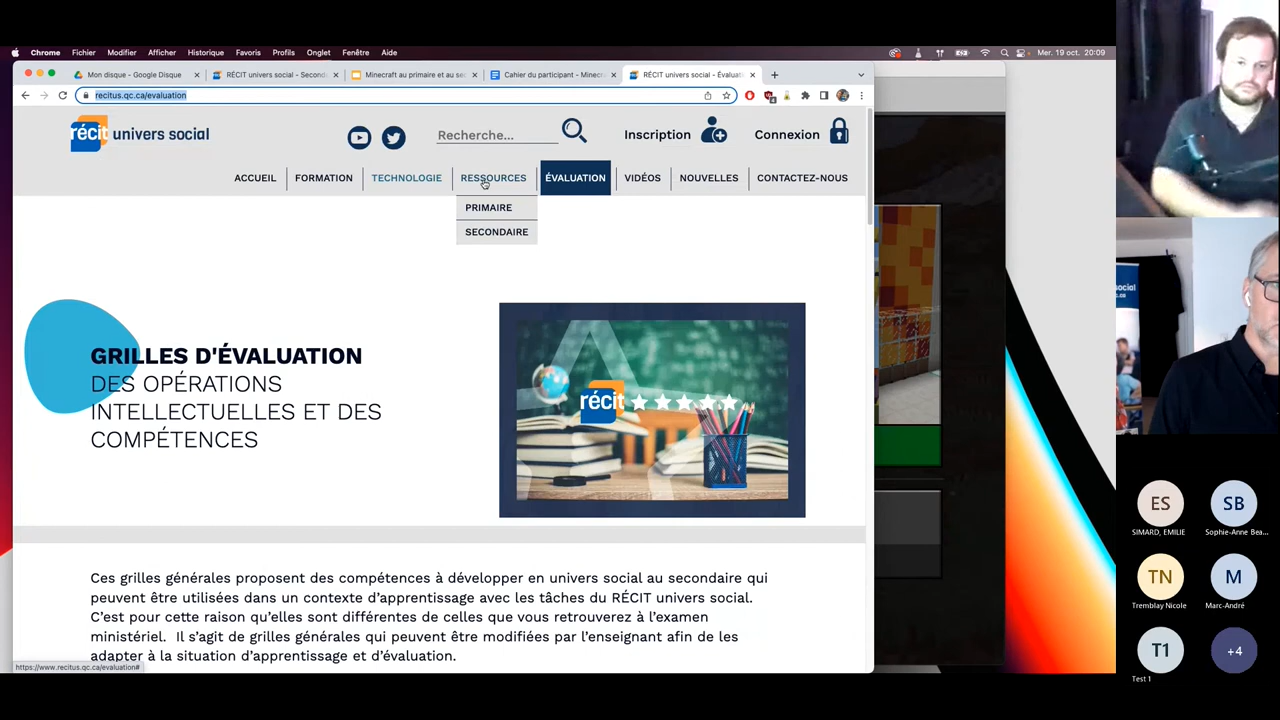 Chrome Fichier Modifier Afficher Historique Favoris Profils Onglet Fenêtre Aide Mer. 19 oct. 20:09
Mon disque - Google Disque RÉCIT univers social - Second Minecraft au primaire et au se Cahier du participant - Minecr RÉCIT univers social - Évaluat
recitus.qc.ca/evaluation
récit univers social Recherche... Inscription Connexion
ACCUEIL FORMATION TECHNOLOGIE RESSOURCES ÉVALUATION VIDÉOS NOUVELLES CONTACTEZ-NOUS
PRIMAIRE
SECONDAIRE
GRILLES D'ÉVALUATION
DES OPÉRATIONS
INTELLECTUELLES ET DES
COMPÉTENCES
récit
Ces grilles générales proposent des compétences à développer en univers social au secondaire qui
peuvent être utilisées dans un contexte d'apprentissage avec les tâches du RÉCIT univers social.
C'est pour cette raison qu'elles sont différentes de celles que vous retrouverez à l'examen
ministériel. Il s'agit de grilles générales qui peuvent être modifiées par l'enseignant afin de les
adapter à la situation d'apprentissage et d'évaluation.
https://www.recitus.qc.ca/evaluation#
social
ES
SIMARD, EMILIE
SB
Sophie-Anne Bea...
TN
Tremblay Nicole
M
Marc-André
T1
Test 1
+4